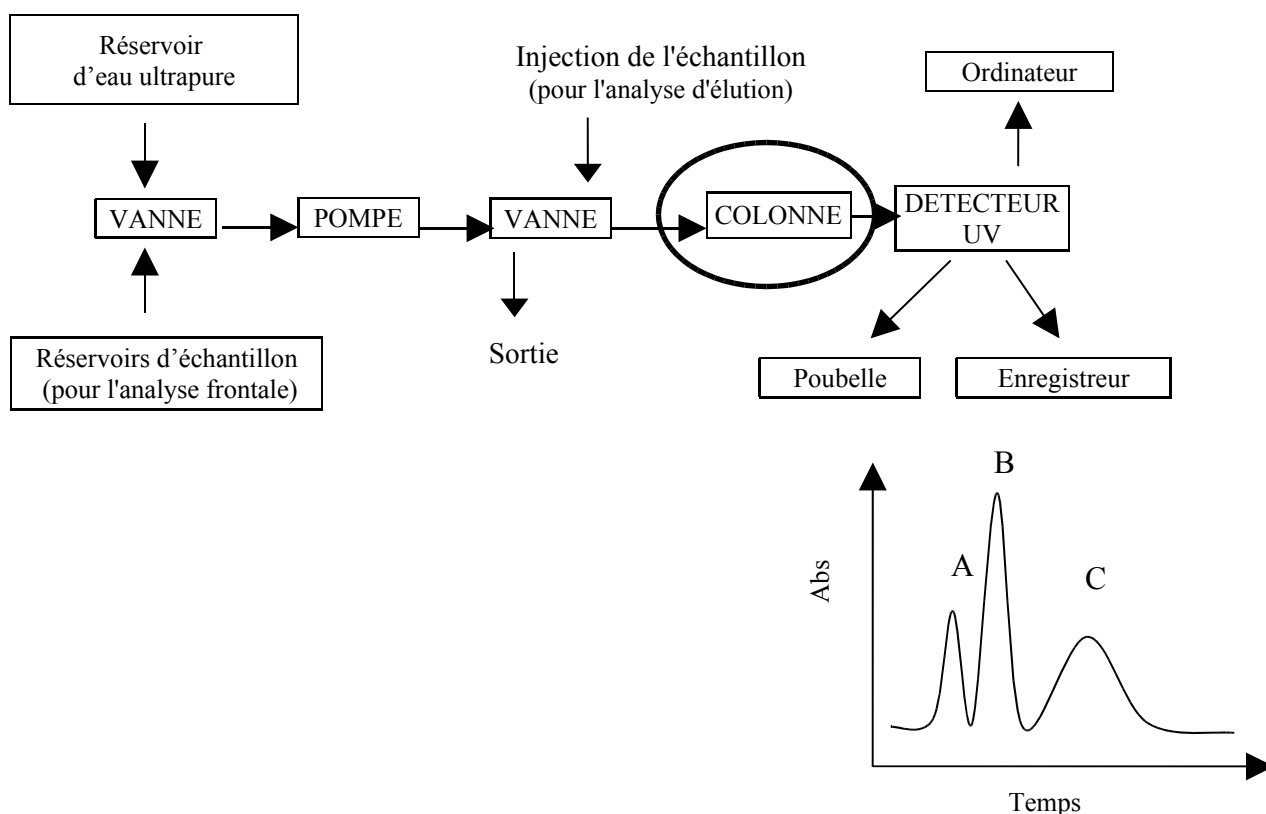 Réservoir
d’eau ultrapure
Injection de l'échantillon
(pour l'analyse d'élution)
Ordinateur
VANNE
POMPE
VANNE
COLONNE
DETECTEUR
UV
Réservoirs d’échantillon
(pour l'analyse frontale)
Sortie
Poubelle
Enregistreur
B
A
C
Abs
Temps